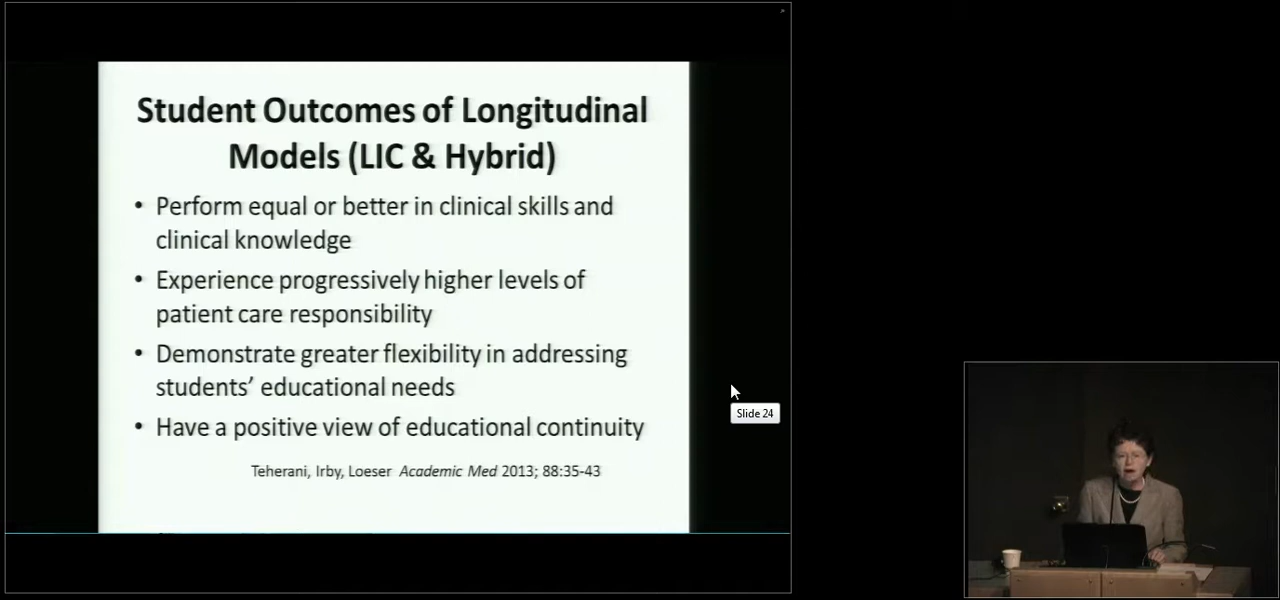 Student Outcomes of Longitudinal
Models (LIC & Hybrid)
• Perform equal or better in clinical skills and
clinical knowledge
• Experience progressively higher levels of
patient care responsibility
• Demonstrate greater flexibility in addressing
students' educational needs
• Have a positive view of educational continuity
Teherani, Irby, Loeser Academic Med 2013; 88:35-43
Slide 24